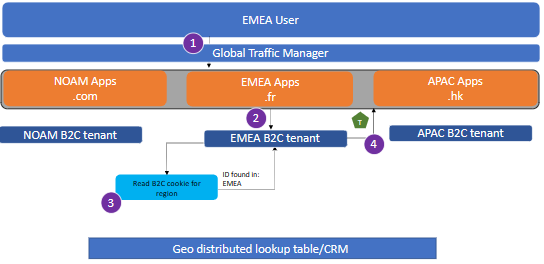 EMEA User
1
Global Traffic Manager
NOAM Apps
.com
EMEA Apps
.fr
APAC Apps
.hk
2
T
NOAM B2C tenant
EMEA B2C tenant
4
APAC B2C tenant
Read B2C cookie for
region
ID found in:
EMEA
3
Geo distributed lookup table/CRM